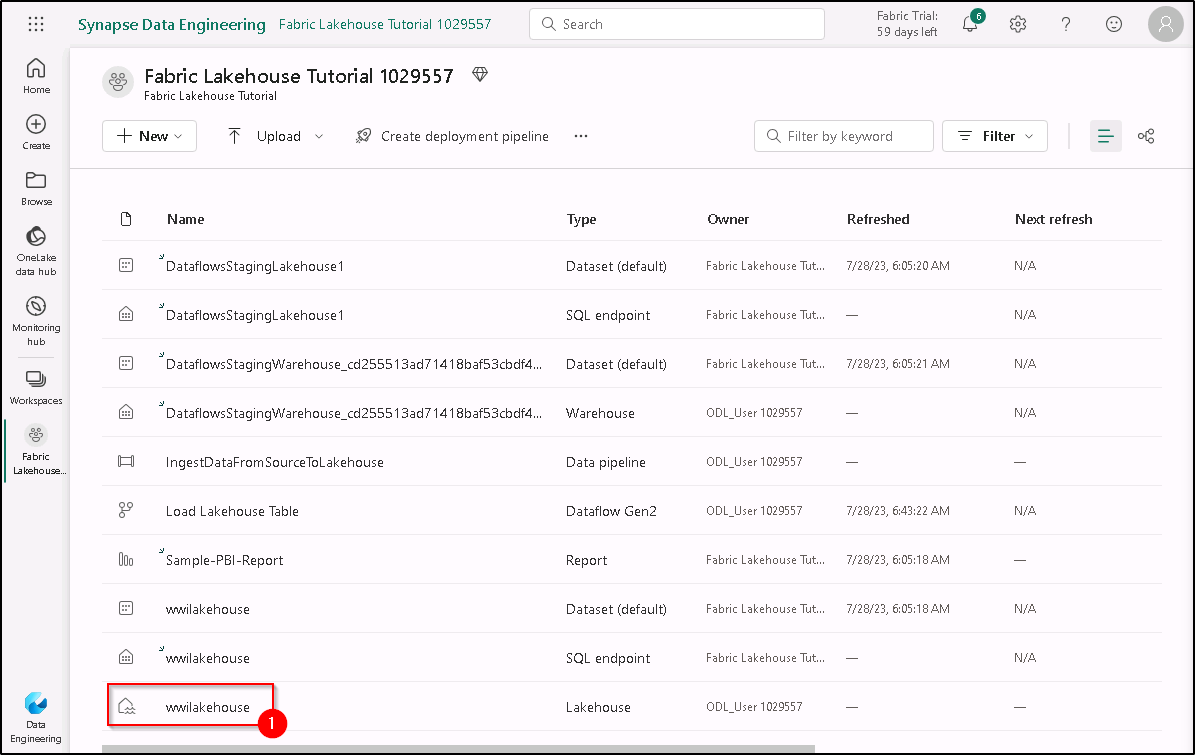 Synapse Data Engineering Fabric Lakehouse Tutorial 1029557 Search Fabric Trial: 59 days left 6
Home
Create
Browse
OneLake
data hub
Monitoring
hub
Workspaces
Fabric
Lakehouse...
Data
Engineering
Fabric Lakehouse Tutorial 1029557
Fabric Lakehouse Tutorial
New Upload Create deployment pipeline ... Filter by keyword Filter
Name Type Owner Refreshed Next refresh
DataflowsStagingLakehouse1 Dataset (default) Fabric Lakehouse Tut... 7/28/23, 6:05:20 AM N/A
DataflowsStagingLakehouse1 SQL endpoint Fabric Lakehouse Tut... — N/A
DataflowsStagingWarehouse_cd255513ad71418baf53cbdf4... Dataset (default) Fabric Lakehouse Tut... 7/28/23, 6:05:21 AM N/A
DataflowsStagingWarehouse_cd255513ad71418baf53cbdf4... Warehouse ODL_User 1029557 — N/A
IngestDataFromSourceToLakehouse Data pipeline ODL_User 1029557 — —
Load Lakehouse Table Dataflow Gen2 ODL_User 1029557 7/28/23, 6:43:22 AM N/A
Sample-PBI-Report Report Fabric Lakehouse Tut... 7/28/23, 6:05:18 AM —
wwilakehouse Dataset (default) Fabric Lakehouse Tut... 7/28/23, 6:05:18 AM N/A
wwilakehouse SQL endpoint Fabric Lakehouse Tut... — N/A
wwilakehouse Lakehouse ODL_User 1029557 — —
1